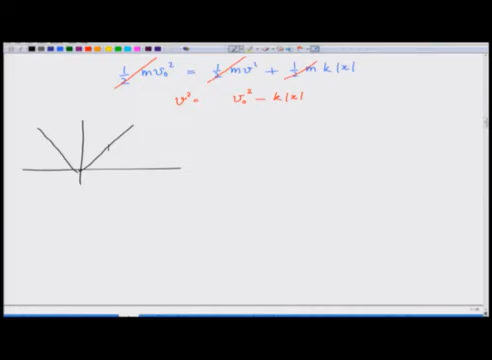 ½ mv₀² = ½ mv² + ½ m k|x|
v² = v₀² − k|x|